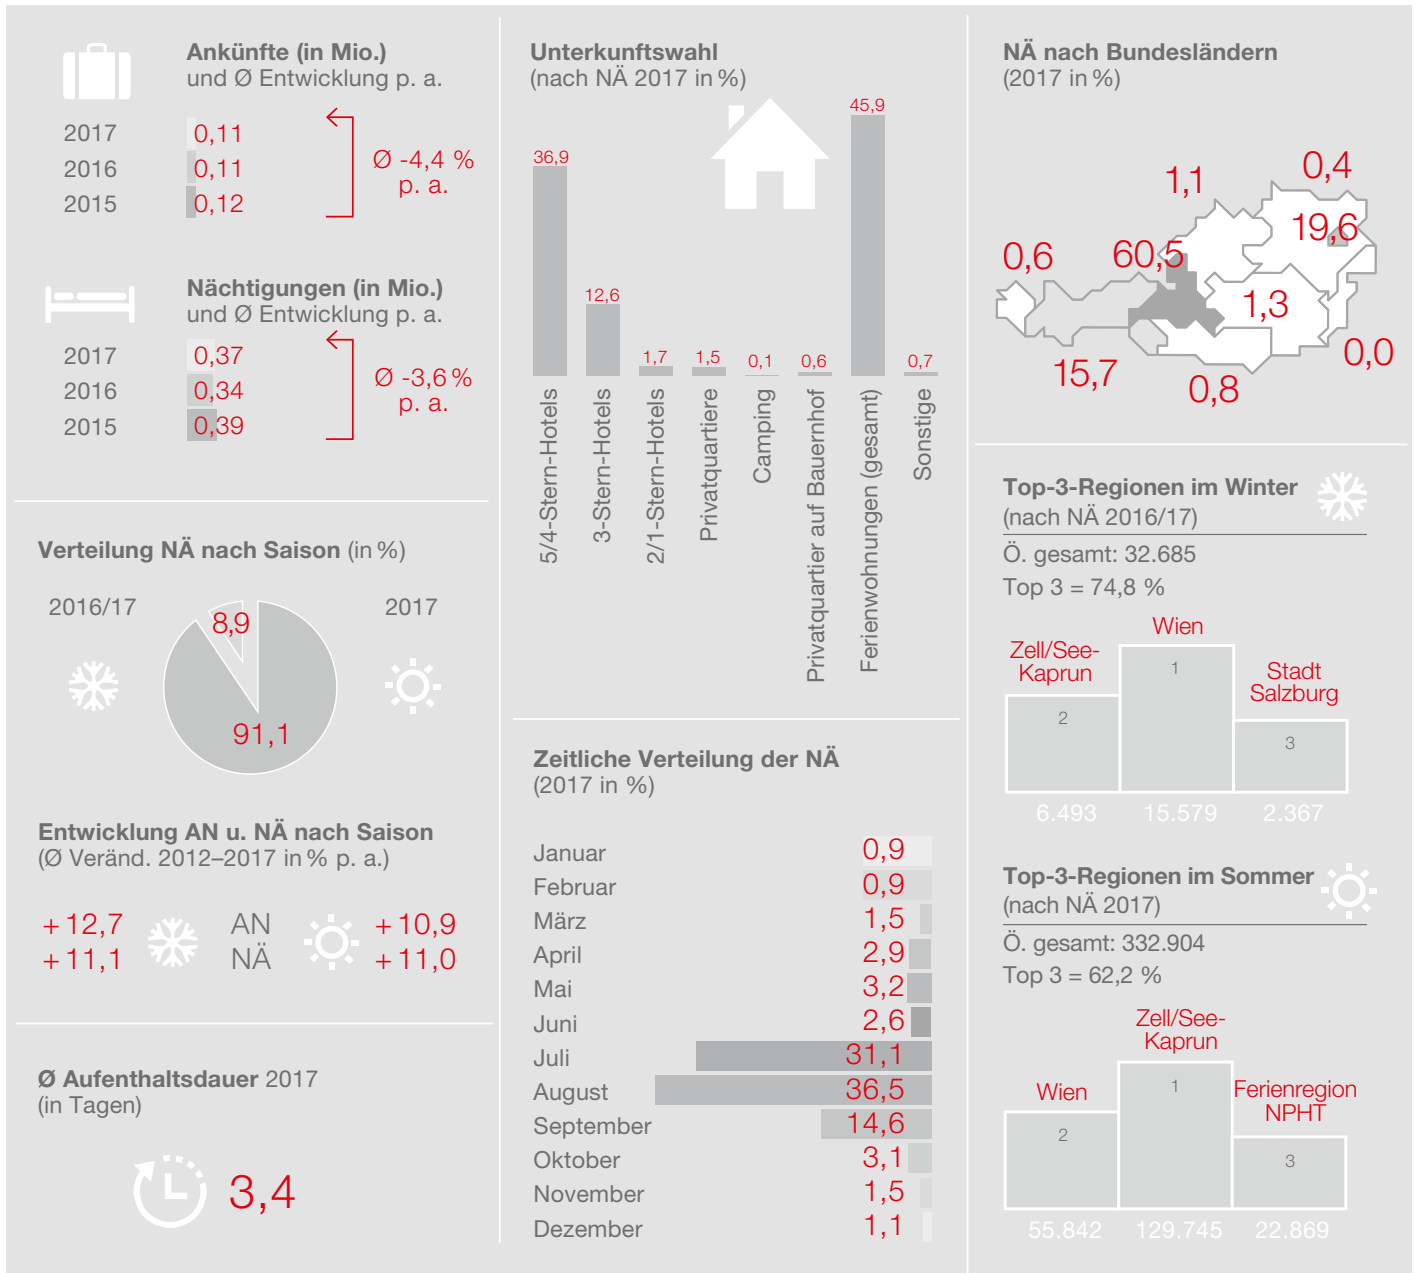 Ankünfte (in Mio.)
und Ø Entwicklung p. a.
2017 0,11
2016 0,11
2015 0,12
Ø -4,4 %
p. a.
Nächtigungen (in Mio.)
und Ø Entwicklung p. a.
2017 0,37
2016 0,34
2015 0,39
Ø -3,6 %
p. a.
Verteilung NÄ nach Saison (in %)
2016/17
2017
8,9
91,1
Entwicklung AN u. NÄ nach Saison
(Ø Veränd. 2012–2017 in % p. a.)
+12,7 AN +10,9
+11,1 NÄ +11,0
Ø Aufenthaltsdauer 2017
(in Tagen)
3,4
Unterkunftswahl
(nach NÄ 2017 in %)
36,9
12,6
1,7
1,5
0,1
0,6
45,9
0,7
5/4-Stern-Hotels
3-Stern-Hotels
2/1-Stern-Hotels
Privatquartiere
Camping
Privatquartier auf Bauernhof
Ferienwohnungen (gesamt)
Sonstige
Zeitliche Verteilung der NÄ
(2017 in %)
Januar 0,9
Februar 0,9
März 1,5
April 2,9
Mai 3,2
Juni 2,6
Juli 31,1
August 36,5
September 14,6
Oktober 3,1
November 1,5
Dezember 1,1
NÄ nach Bundesländern
(2017 in %)
0,4
1,1
19,6
0,6
60,5
1,3
0,0
15,7
0,8
Top-3-Regionen im Winter
(nach NÄ 2016/17)
Ö. gesamt: 32.685
Top 3 = 74,8 %
Wien
Zell/See-
Kaprun
Stadt
Salzburg
1
2
3
6.493 15.579 2.367
Top-3-Regionen im Sommer
(nach NÄ 2017)
Ö. gesamt: 332.904
Top 3 = 62,2 %
Zell/See-
Kaprun
Wien
Ferienregion
NPHT
1
2
3
55.842 129.745 22.869